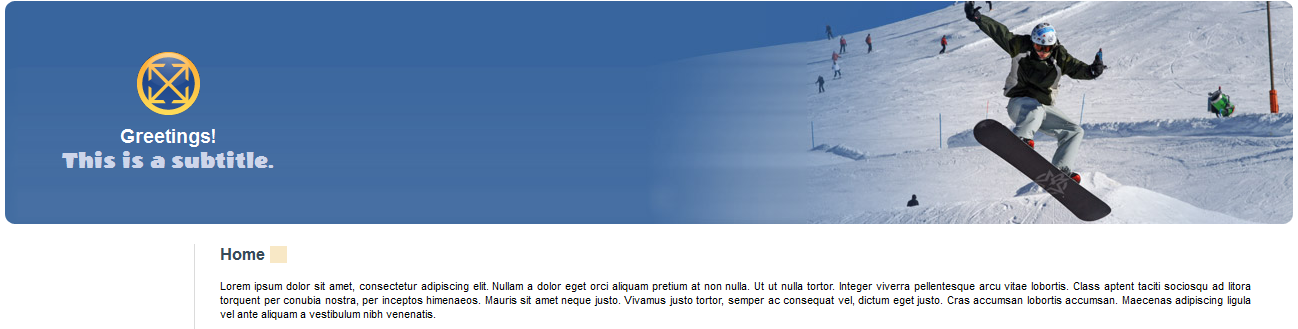 Greetings!
This is a subtitle.
Home
Lorem ipsum dolor sit amet, consectetur adipiscing elit. Nullam a dolor eget orci aliquam pretium at non nulla. Ut ut nulla tortor. Integer viverra pellentesque arcu vitae lobortis. Class aptent taciti sociosqu ad litora
torquent per conubia nostra, per inceptos himenaeos. Mauris sit amet neque justo. Vivamus justo tortor, semper ac consequat vel, dictum eget justo. Cras accumsan lobortis accumsan. Maecenas adipiscing ligula
vel ante aliquam a vestibulum nibh venenatis.